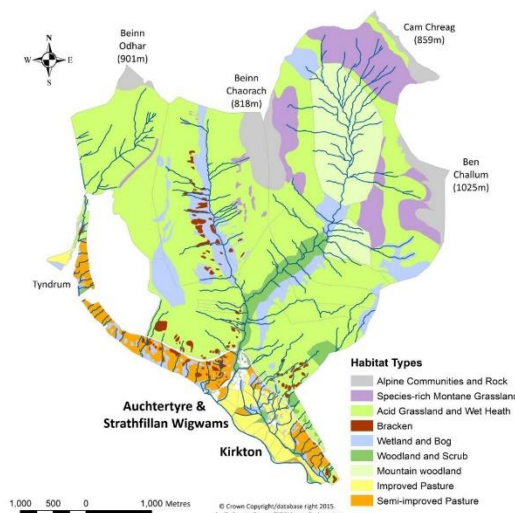 Cam Chreag
(859m)
Beinn
Odhar
(901m)
N
W E
S
Beinn
Chaorach
(818m)
Ben
Challum
(1025m)
Tyndrum
Auchtertyre &
Strathfillan Wigwams
Kirkton
Habitat Types
Alpine Communities and Rock
Species-rich Montane Grassland
Acid Grassland and Wet Heath
Bracken
Wetland and Bog
Woodland and Scrub
Mountain woodland
Improved Pasture
Semi-improved Pasture
1,000 500 0 1,000 Metres
© Crown Copyright/database right 2015.